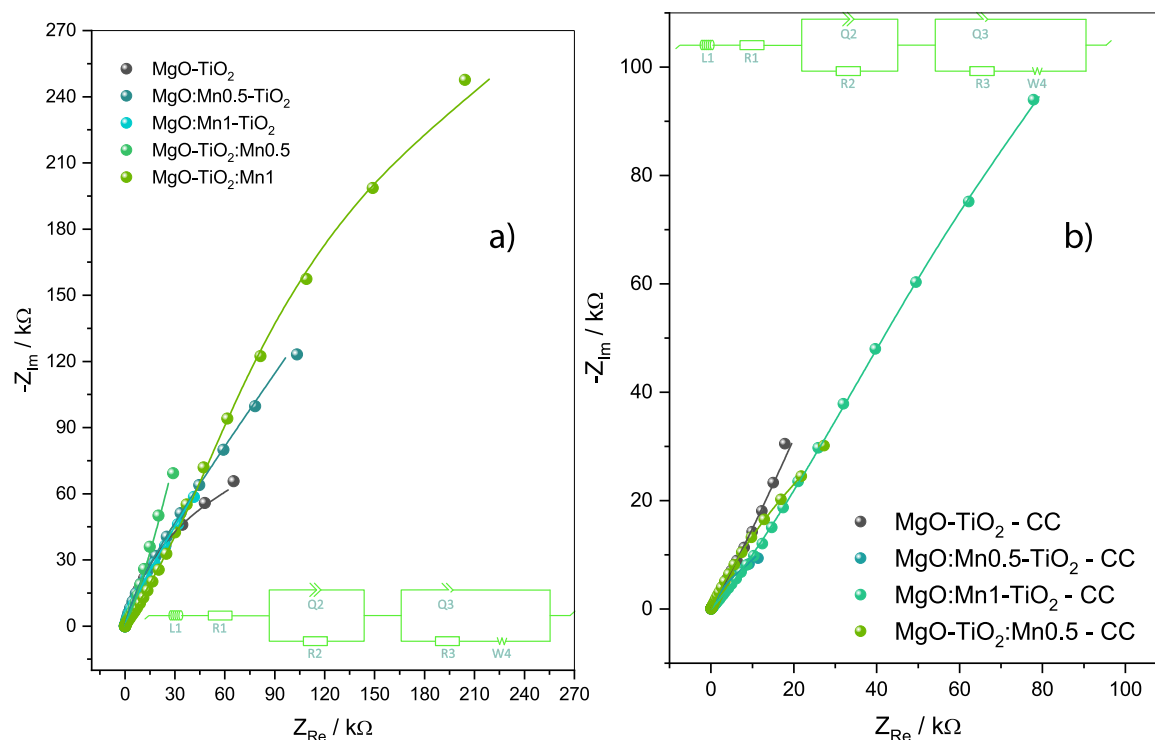 270
240
210
180
150
120
90
60
30
0
-Z_Im / kΩ
MgO-TiO₂
MgO:Mn0.5-TiO₂
MgO:Mn1-TiO₂
MgO-TiO₂:Mn0.5
MgO-TiO₂:Mn1
a)
L1 R1 Q2 R2 Q3 R3 W4
0 30 60 90 120 150 180 210 240 270
Z_Re / kΩ
100
80
60
40
20
0
-Z_Im / kΩ
L1 R1 Q2 R2 Q3 R3 W4
b)
MgO-TiO₂ - CC
MgO:Mn0.5-TiO₂ - CC
MgO:Mn1-TiO₂ - CC
MgO-TiO₂:Mn0.5 - CC
0 20 40 60 80 100
Z_Re / kΩ